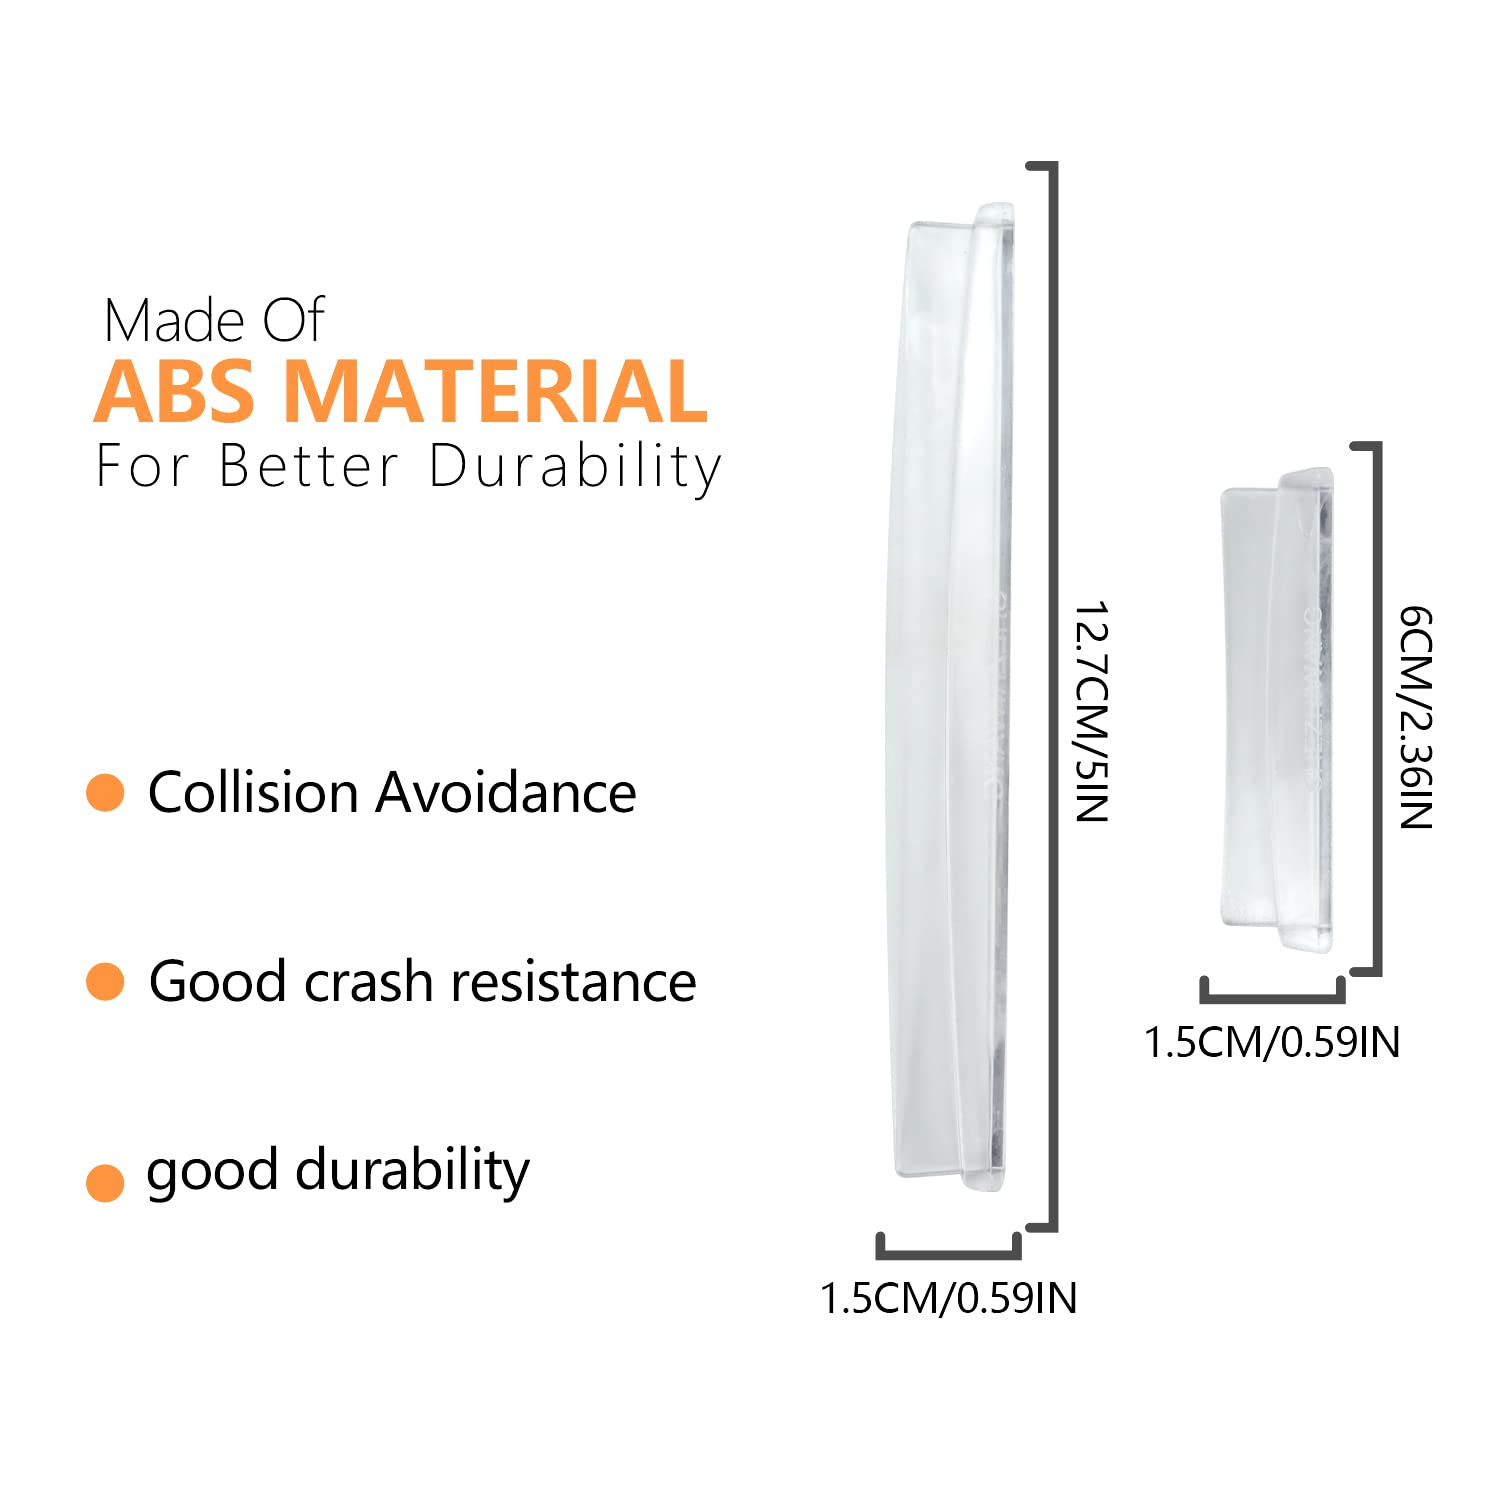 Made Of
ABS MATERIAL
For Better Durability
Collision Avoidance
Good crash resistance
good durability
12.7CM/5IN
1.5CM/0.59IN
6CM/2.36IN
1.5CM/0.59IN